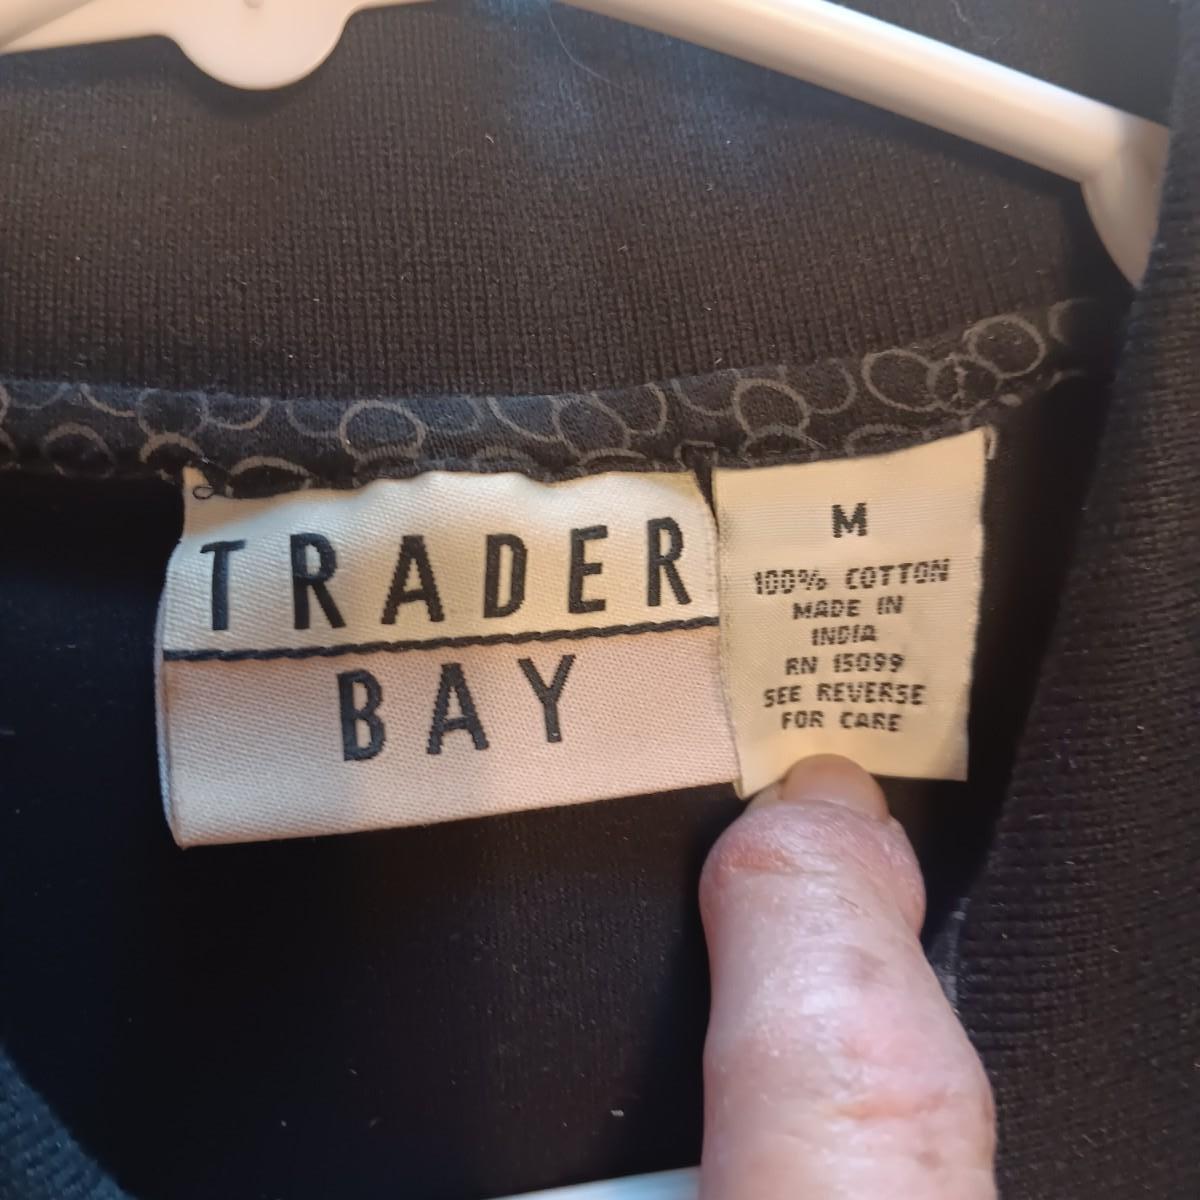 TRADER
BAY
M
100% COTTON
MADE IN
INDIA
RN 15099
SEE REVERSE
FOR CARE